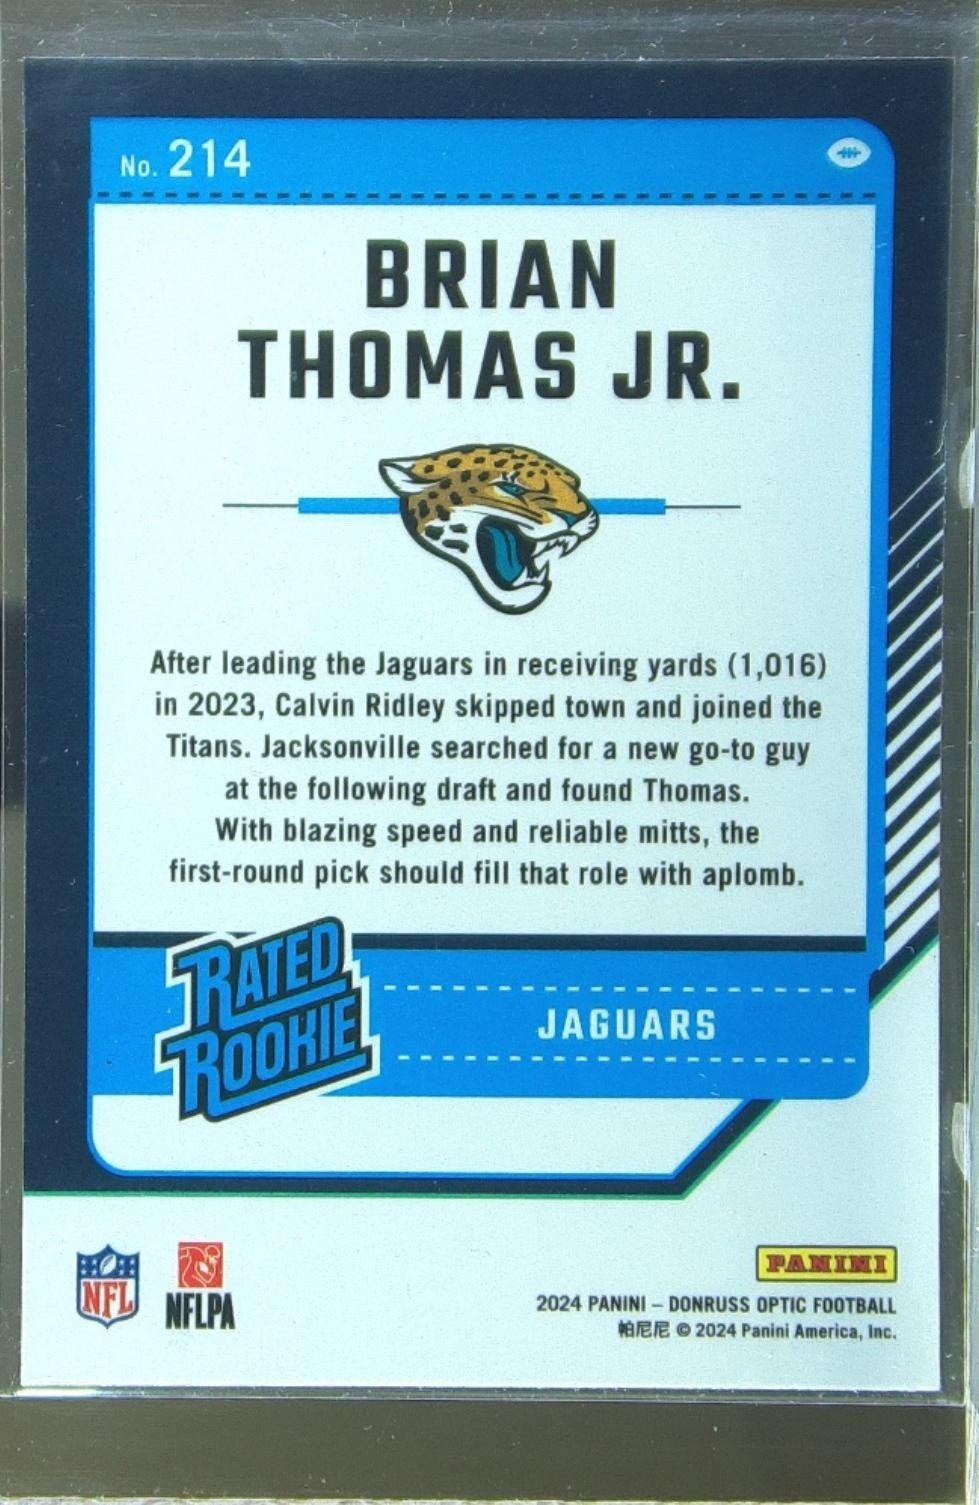 No. 214
BRIAN
THOMAS JR.
After leading the Jaguars in receiving yards (1,016)
in 2023, Calvin Ridley skipped town and joined the
Titans. Jacksonville searched for a new go-to guy
at the following draft and found Thomas.
With blazing speed and reliable mitts, the
first-round pick should fill that role with aplomb.
RATED
ROOKIE
JAGUARS
NFL
NFLPA
PANINI
2024 PANINI – DONRUSS OPTIC FOOTBALL
帕尼尼 © 2024 Panini America, Inc.